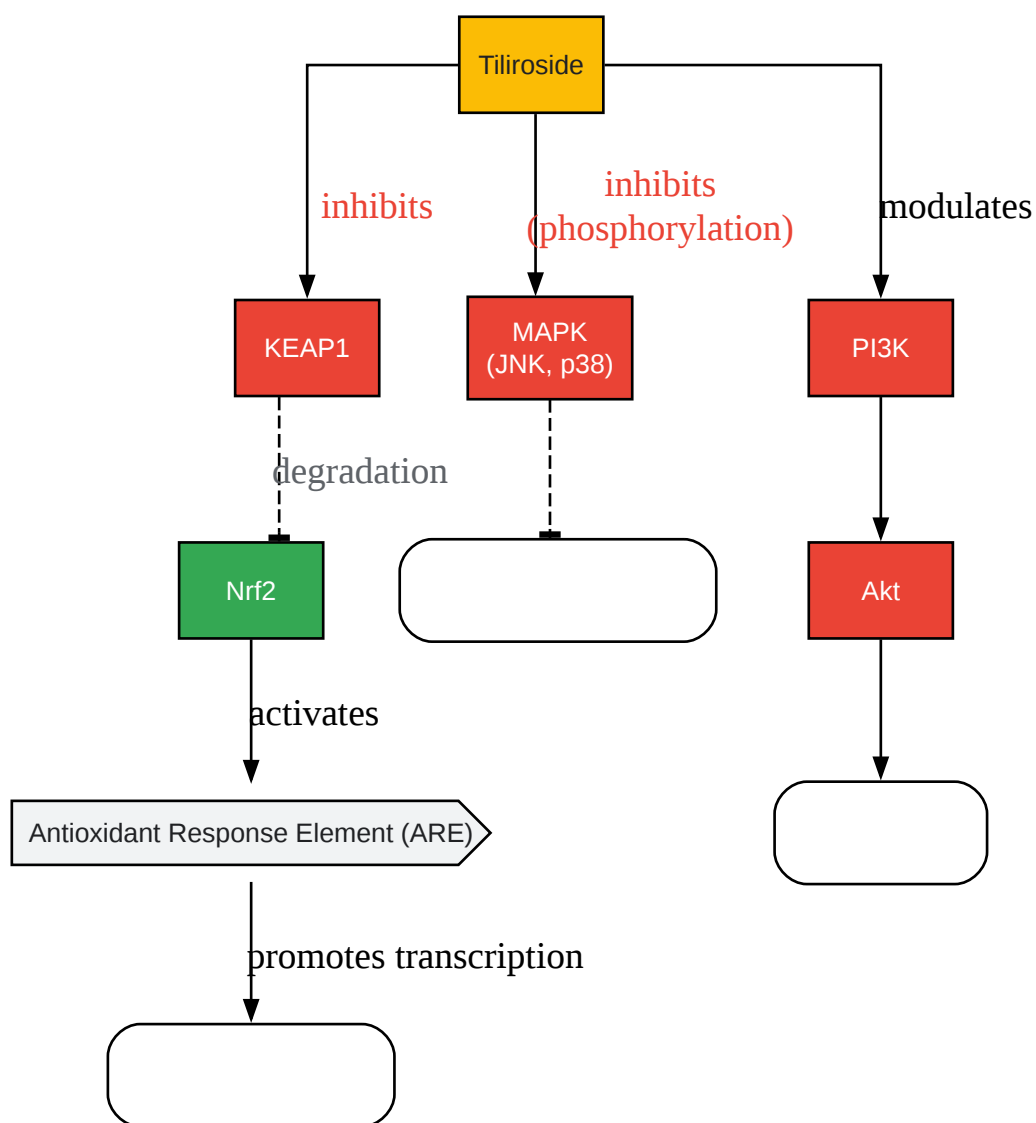 Tiliroside
inhibits
inhibits
(phosphorylation)
modulates
KEAP1
MAPK
(JNK, p38)
PI3K
degradation
Nrf2
Akt
activates
Antioxidant Response Element (ARE)
promotes transcription